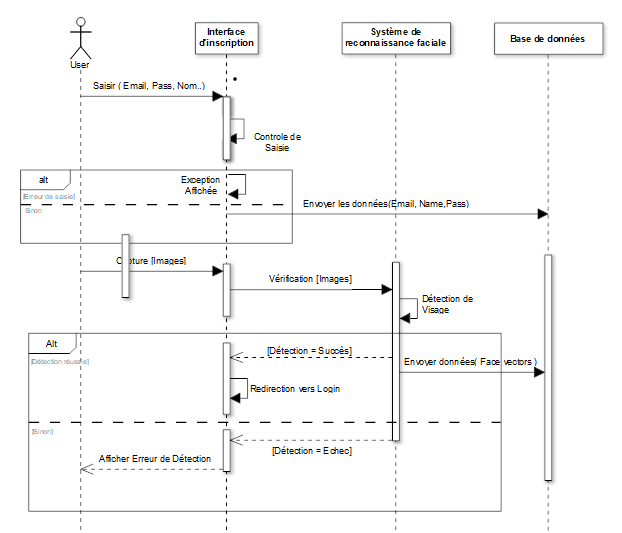 Interface
d'inscription
Système de
reconnaissance faciale
Base de données
User
Saisir ( Email, Pass, Nom..)
Controle de
Saisie
alt
Exception
Affichée
[Erreur de saisie]
Sinon
Envoyer les données(Email, Name,Pass)
Capture [Images]
Vérification [Images]
Détection de
Visage
Alt
[Détection = Succès]
[Détection réussie]
Envoyer données( Face vectors )
Redirection vers Login
[Sinon]
[Détection = Echec]
Afficher Erreur de Détection